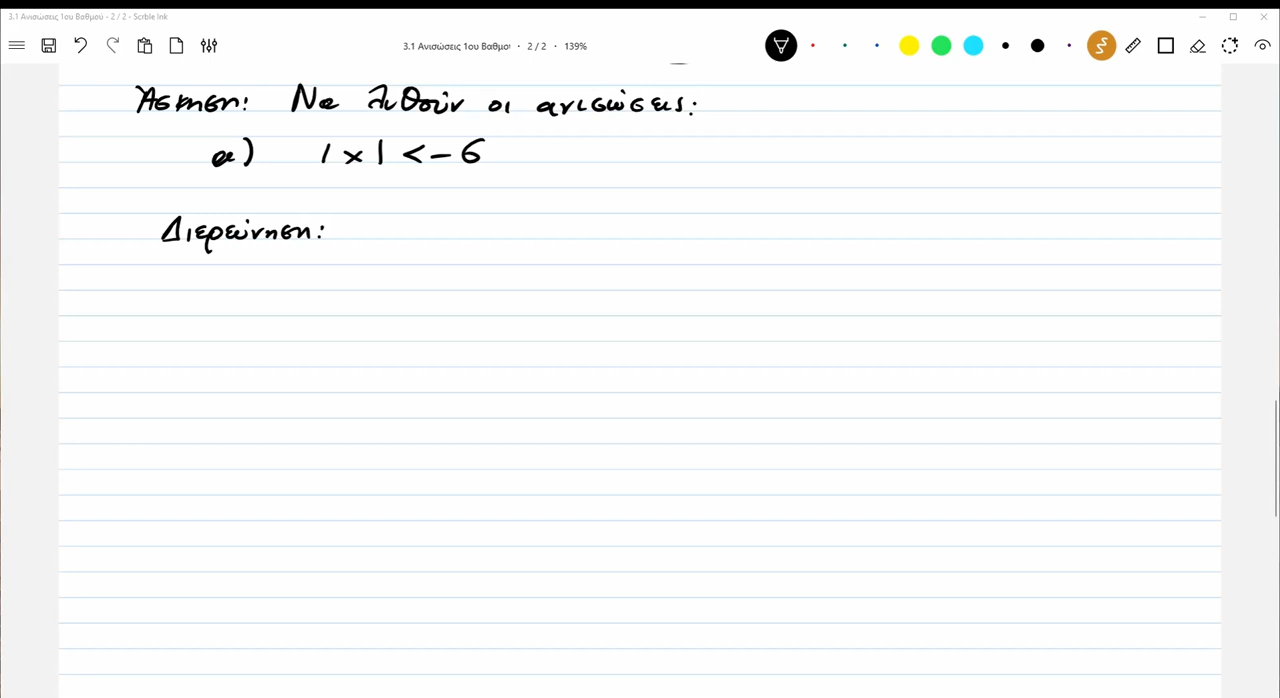 3.1 Ανισώσεις 1ου Βαθμού - 2 / 2 - Scrble Ink
3.1 Ανισώσεις 1ου Βαθμο · 2 / 2 · 139%
Άσκηση: Να λυθούν οι ανισώσεις:
α) |x| < -6
Διερεύνηση: